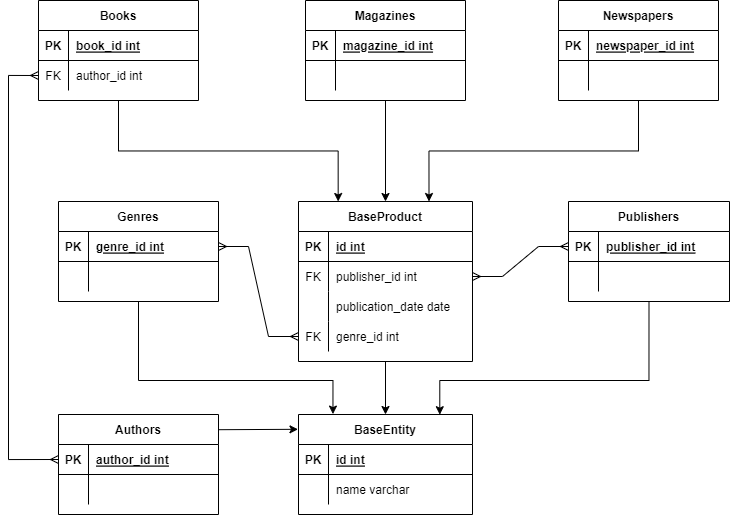 Books
PK book_id int
FK author_id int
Magazines
PK magazine_id int
Newspapers
PK newspaper_id int
Genres
PK genre_id int
BaseProduct
PK id int
FK publisher_id int
publication_date date
FK genre_id int
Publishers
PK publisher_id int
Authors
PK author_id int
BaseEntity
PK id int
name varchar